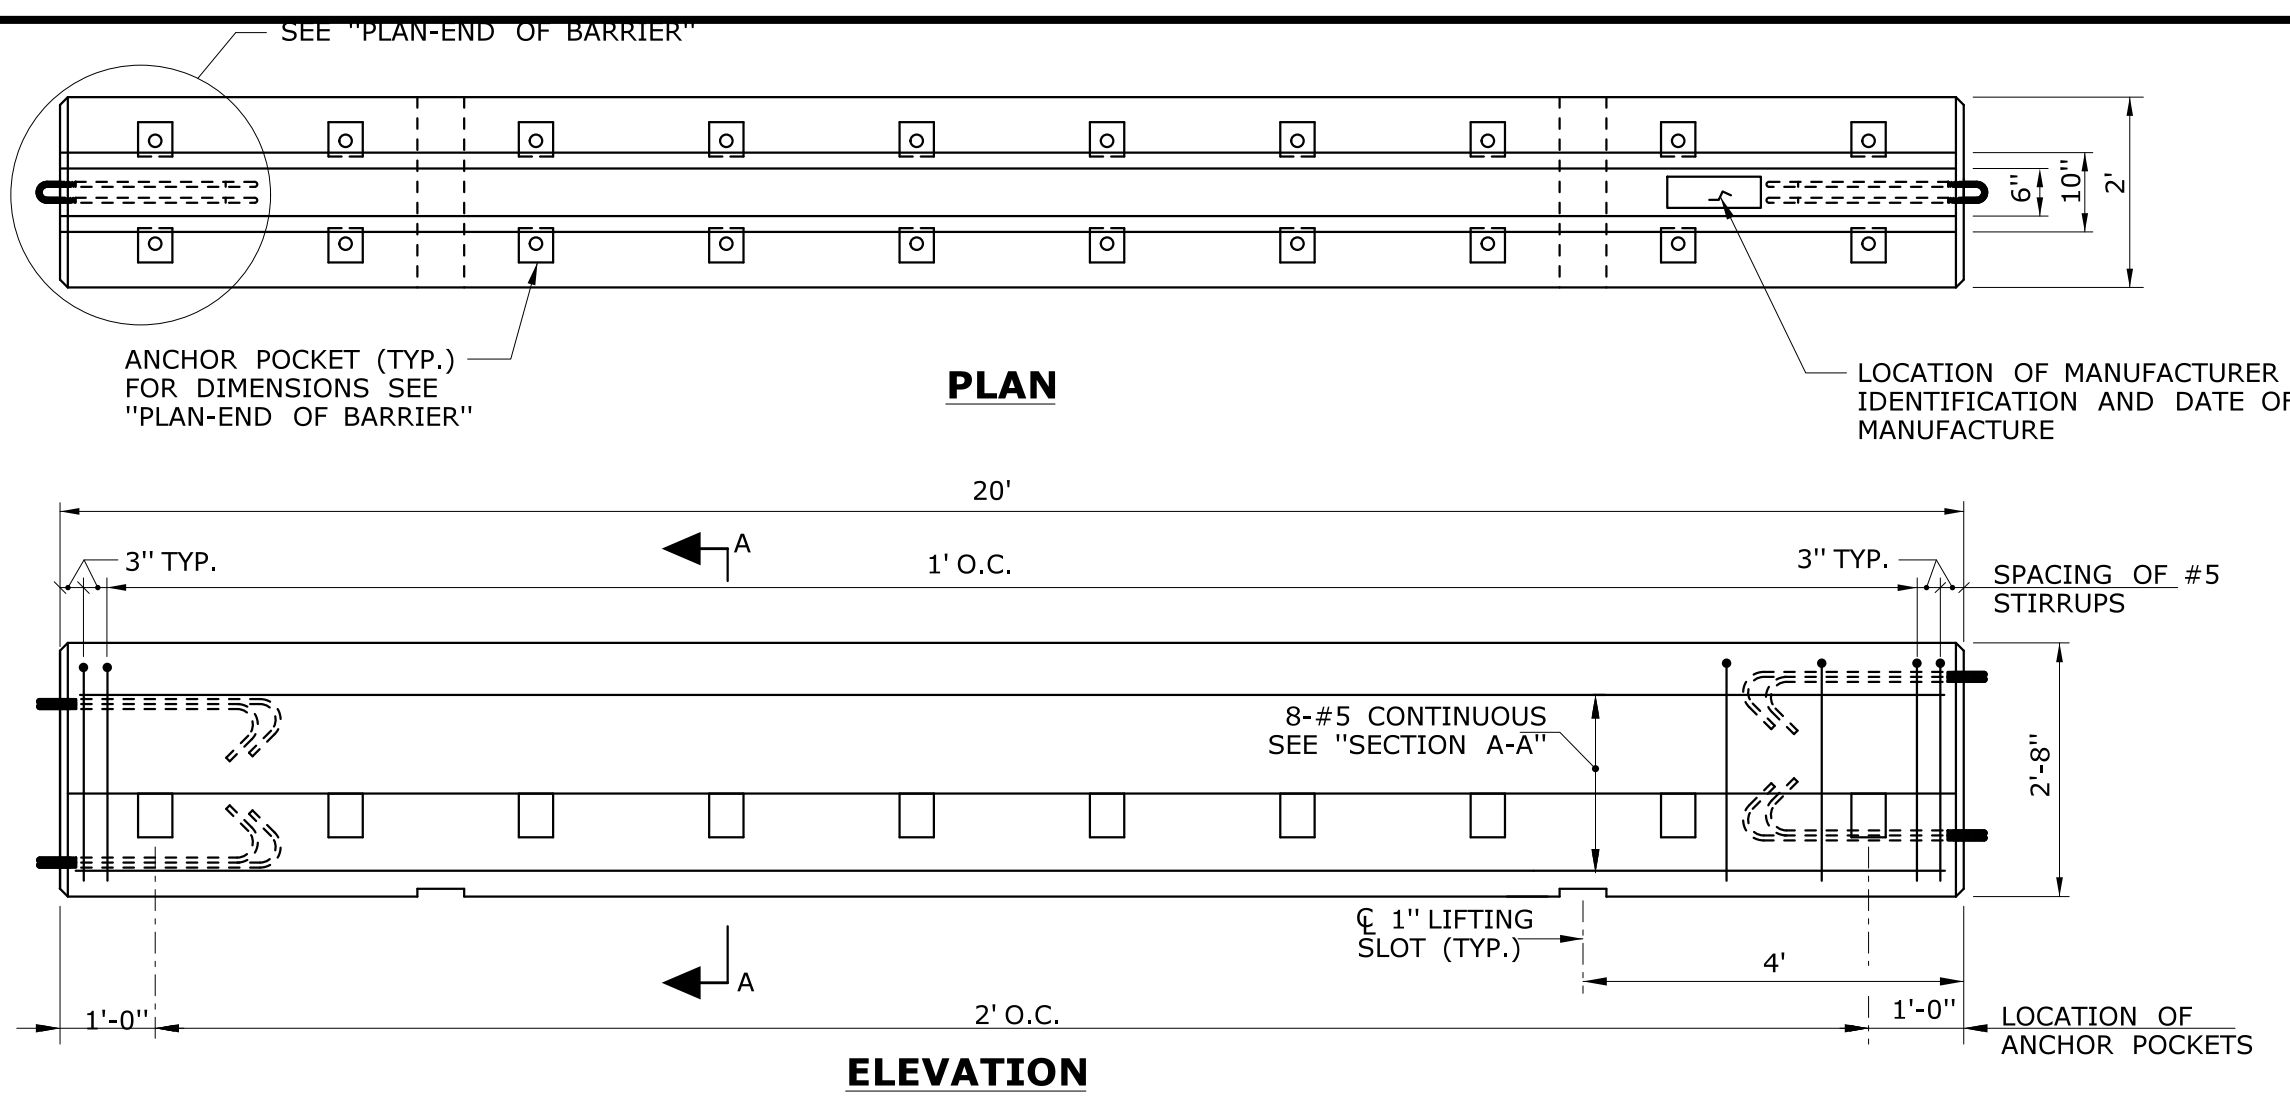 SEE "PLAN-END OF BARRIER"
6"
10"
2'
ANCHOR POCKET (TYP.)
FOR DIMENSIONS SEE
"PLAN-END OF BARRIER"
PLAN
LOCATION OF MANUFACTURER
IDENTIFICATION AND DATE OF
MANUFACTURE
20'
A
3" TYP.
1' O.C.
3" TYP.
SPACING OF #5
STIRRUPS
8-#5 CONTINUOUS
SEE "SECTION A-A"
2'-8"
℄ 1" LIFTING
SLOT (TYP.)
A
4'
1'-0"
2' O.C.
1'-0"
LOCATION OF
ANCHOR POCKETS
ELEVATION